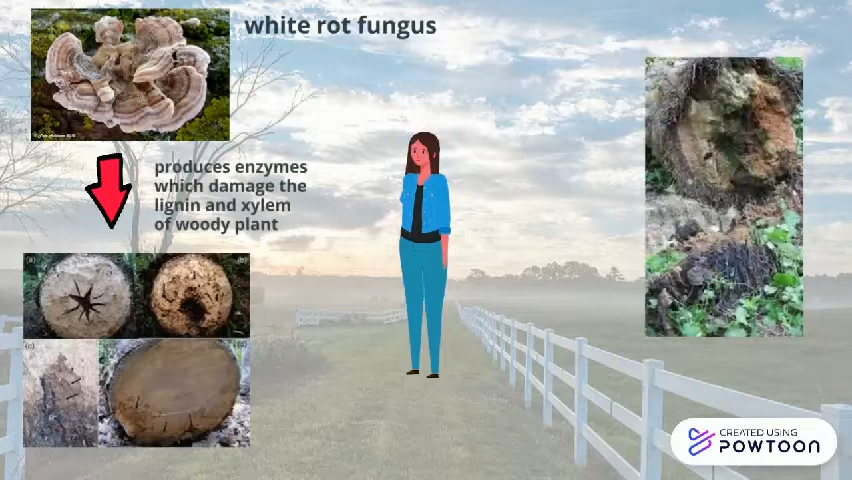 white rot fungus
produces enzymes
which damage the
lignin and xylem
of woody plant
(a)
(b)
(c)
CREATED USING
POWTOON